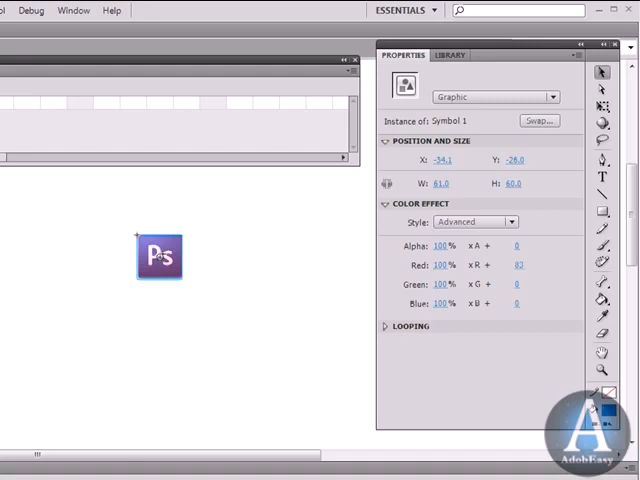 Debug Window Help
ESSENTIALS
PROPERTIES LIBRARY
Graphic
Instance of: Symbol 1 Swap...
POSITION AND SIZE
X: -34.1 Y: -26.0
W: 61.0 H: 60.0
COLOR EFFECT
Style: Advanced
Alpha: 100 % x A + 0
Red: 100 % x R + 83
Green: 100 % x G + 0
Blue: 100 % x B + 0
LOOPING
Ps
A
AdobEasy